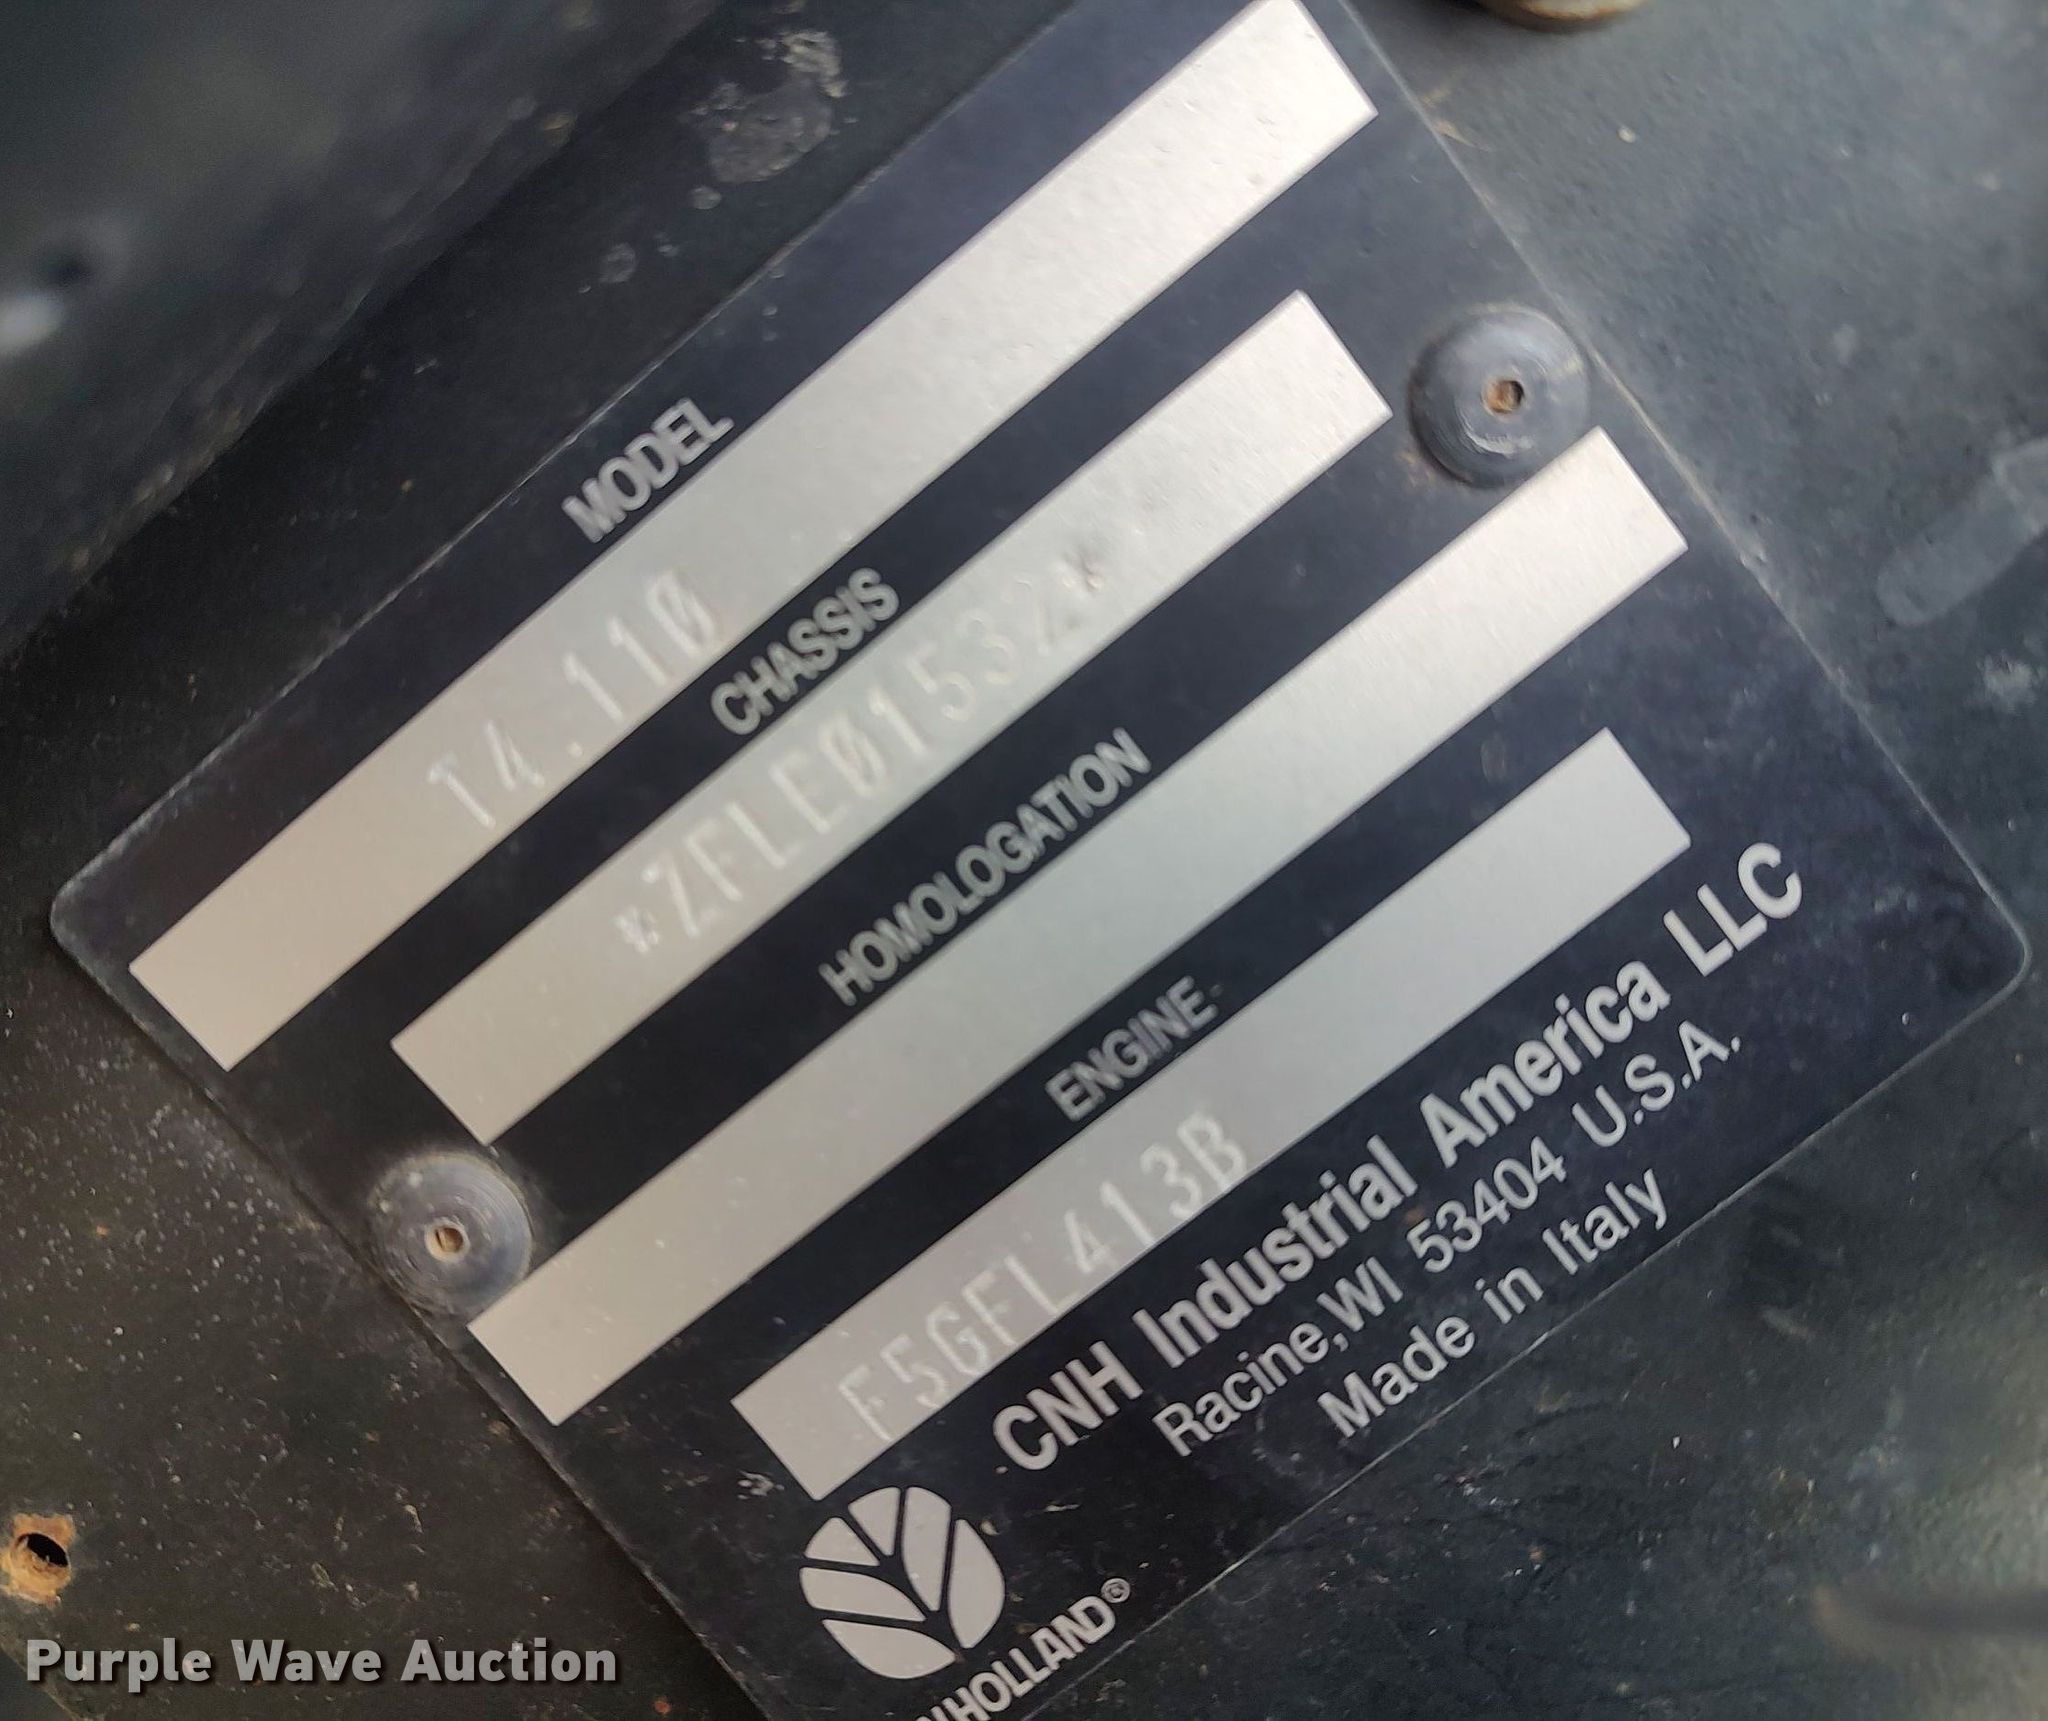 MODEL
T4.110
CHASSIS
*ZFLE01532*
HOMOLOGATION
ENGINE
F5GFL413B
CNH Industrial America LLC
Racine,WI 53404 U.S.A.
Made in Italy
HOLLAND®
Purple Wave Auction